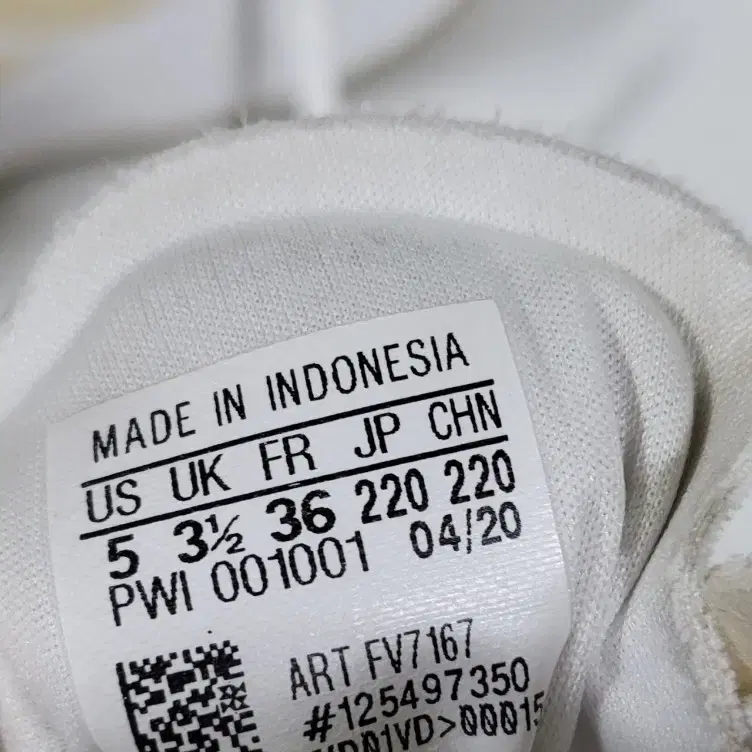 MADE IN INDONESIA
US UK FR JP CHN
5 3½ 36 220 220
PWI 001001 04/20
ART FV7167
#125497350